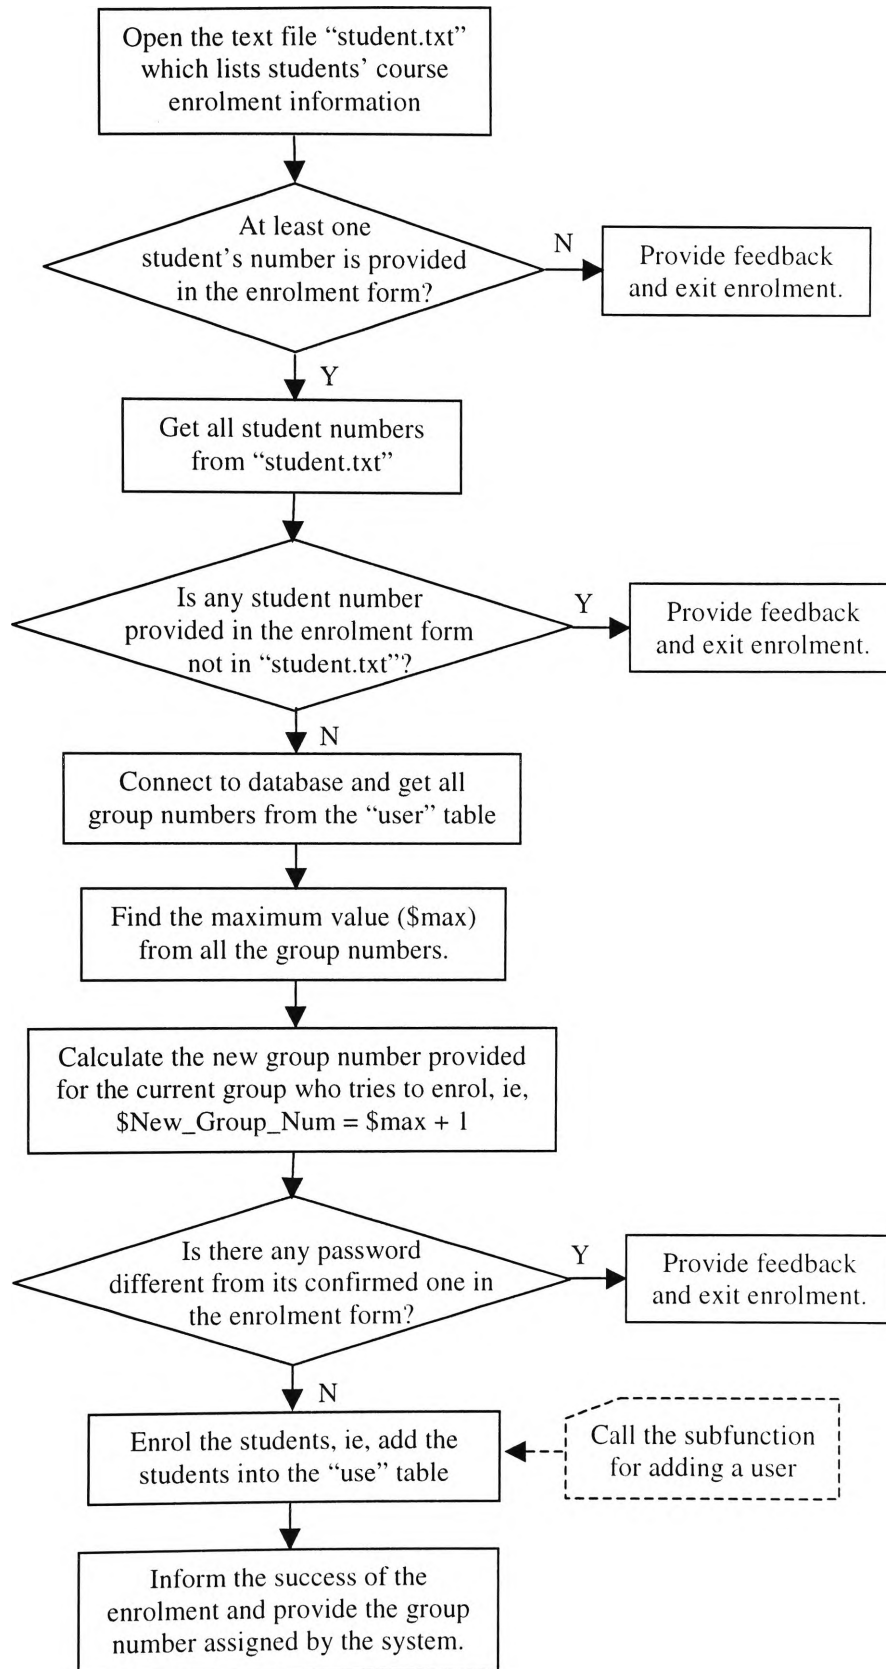 Open the text file “student.txt”
which lists students’ course
enrolment information
At least one
student’s number is provided
in the enrolment form?
N
Provide feedback
and exit enrolment.
Y
Get all student numbers
from “student.txt”
Is any student number
provided in the enrolment form
not in “student.txt”?
Y
Provide feedback
and exit enrolment.
N
Connect to database and get all
group numbers from the “user” table
Find the maximum value ($max)
from all the group numbers.
Calculate the new group number provided
for the current group who tries to enrol, ie,
$New_Group_Num = $max + 1
Is there any password
different from its confirmed one in
the enrolment form?
Y
Provide feedback
and exit enrolment.
N
Enrol the students, ie, add the
students into the “use” table
Call the subfunction
for adding a user
Inform the success of the
enrolment and provide the group
number assigned by the system.